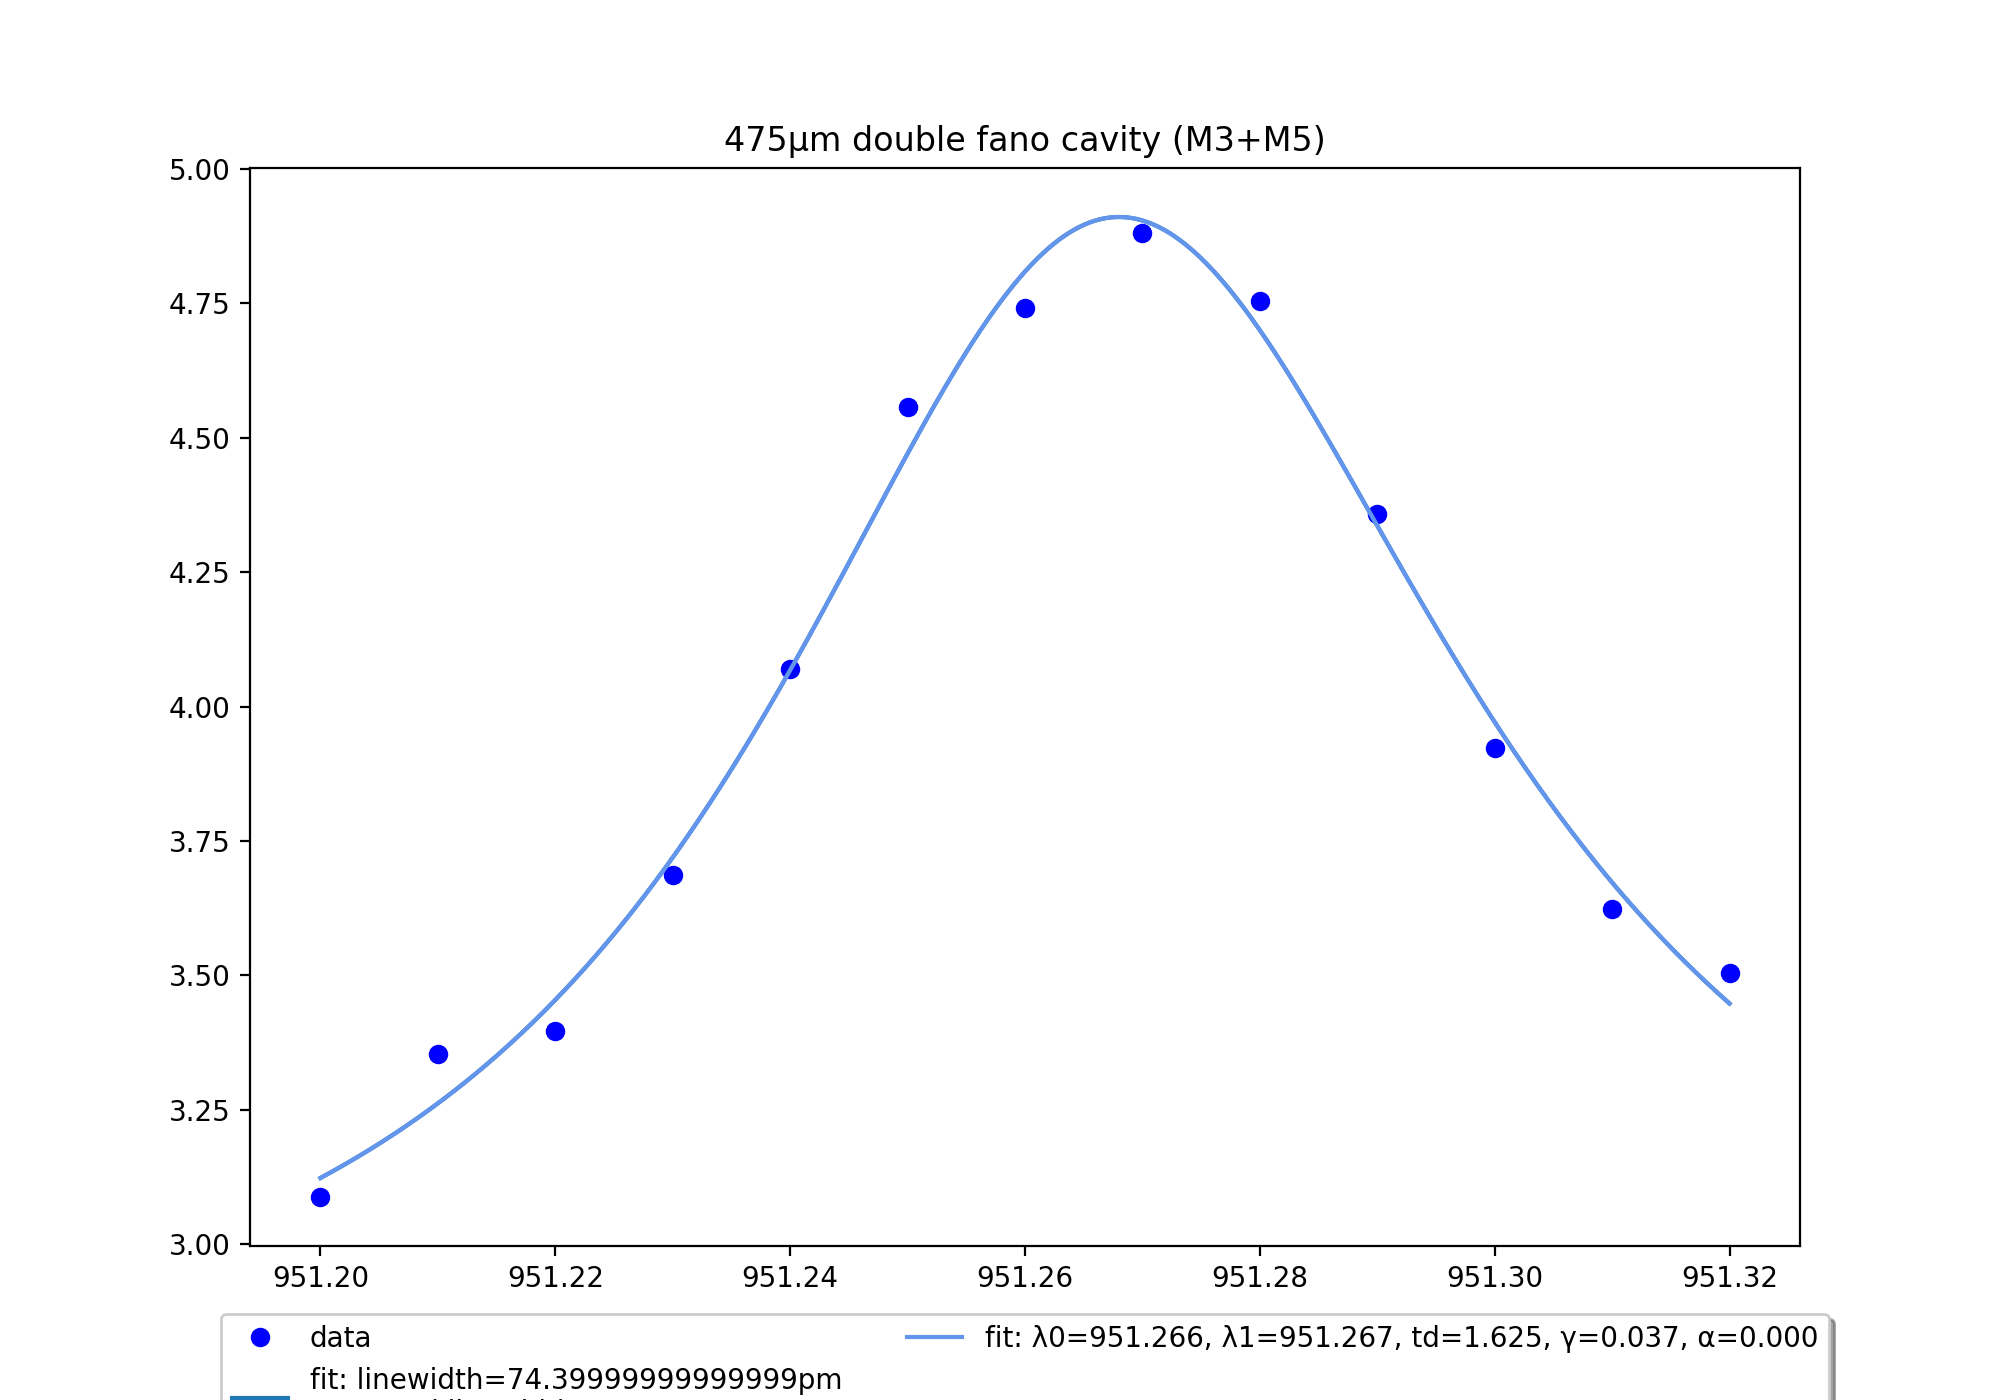 475μm double fano cavity (M3+M5)
5.00
4.75
4.50
4.25
4.00
3.75
3.50
3.25
3.00
951.20 951.22 951.24 951.26 951.28 951.30 951.32
data
fit: λ0=951.266, λ1=951.267, td=1.625, γ=0.037, α=0.000
fit: linewidth=74.39999999999999pm